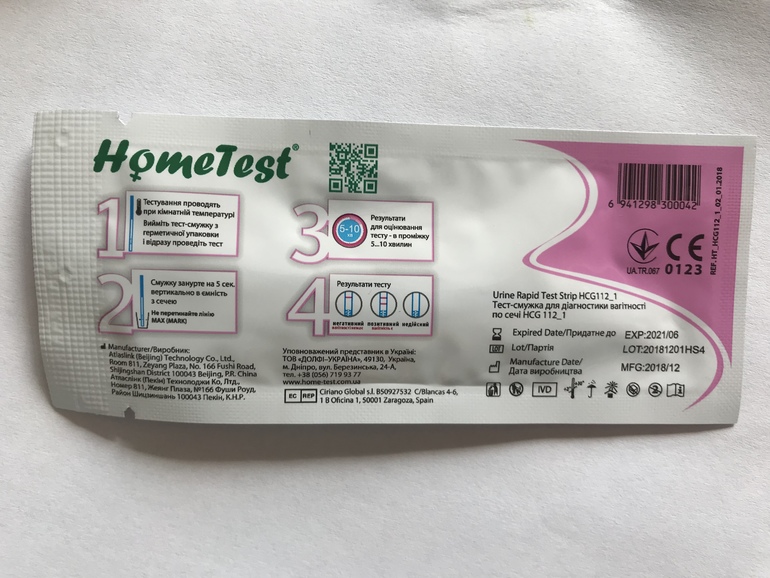 HomeTest®
1
Тестування проводять
при кімнатній температурі
Вийміть тест-смужку з
герметичної упаковки
і відразу проведіть тест
2
Смужку занурте на 5 сек.
вертикально в ємність
з сечею
Не перетинайте лінію
MAX (MARK)
3
5-10
хв
Результати
для оцінювання
тесту - в проміжку
5...10 хвилин
4
Результати тесту
негативний позитивний недійсний
Manufacturer/Виробник:
Atlaslink (Beijing) Technology Co., Ltd.,
Room B11, Zeyang Plaza, No. 166 Fushi Road,
Shijingshan District 100043 Beijing, P.R. China
Атласлінк (Пекін) Технолоджи Ко, Лтд.,
Номер B11, Жеянг Плаза, №166 Фуши Роуд,
Район Шицзиншань 100043 Пекін, К.Н.Р.
Уповноважений представник в Україні:
ТОВ «ДОЛФІ-УКРАЇНА», 49130, Україна,
м. Дніпро, вул. Березинська, 24-А,
тел. +38 (056) 719 93 77
www.home-test.com.ua
EC REP
Ciriano Global s.l. B50927532 C/Blancas 4-6,
1 B Oficina 1, 50001 Zaragoza, Spain
6 941298 300042
REF. HT_HCG112_1_02_01.2018
UA.TR.087
CE
0123
Urine Rapid Test Strip HCG112_1
Тест-смужка для діагностики вагітності
по сечі HCG 112_1
Expired Date/Придатне до EXP:2021/06
LOT Lot/Партія LOT:20181201HS4
Manufacture Date/
Дата виробництва MFG:2018/12
IVD